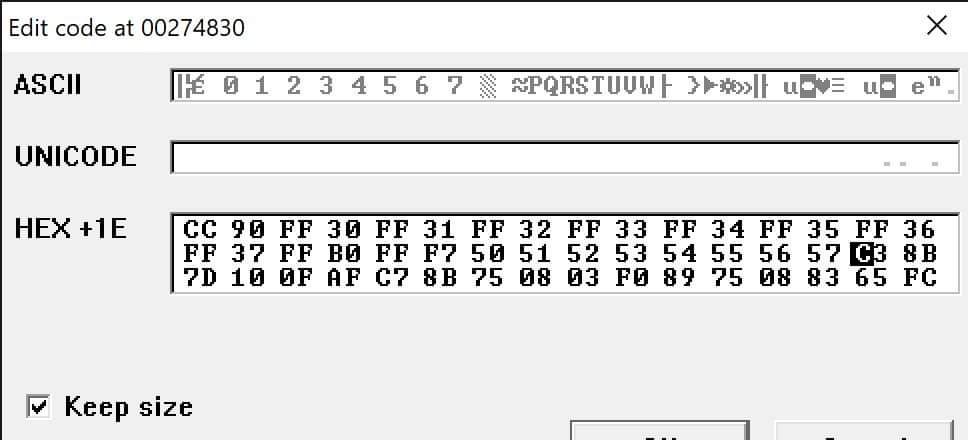 Edit code at 00274830
ASCII
0 1 2 3 4 5 6 7 ▒ ≈PQRSTUVW├ }►☼»║ u◘♥≡ u◘ eⁿ.
UNICODE
.. .
HEX +1E
CC 90 FF 30 FF 31 FF 32 FF 33 FF 34 FF 35 FF 36
FF 37 FF B0 FF F7 50 51 52 53 54 55 56 57 C3 8B
7D 10 0F AF C7 8B 75 08 03 F0 89 75 08 83 65 FC
Keep size